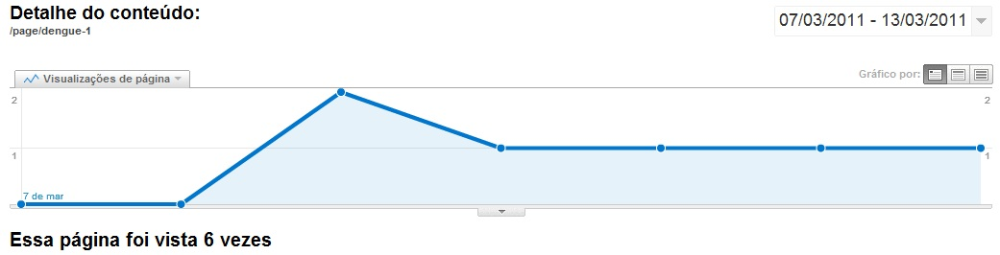 Detalhe do conteúdo:
07/03/2011 - 13/03/2011
/page/dengue-1
Visualizações de página
Gráfico por:
2
2
1
1
7 de mar
Essa página foi vista 6 vezes